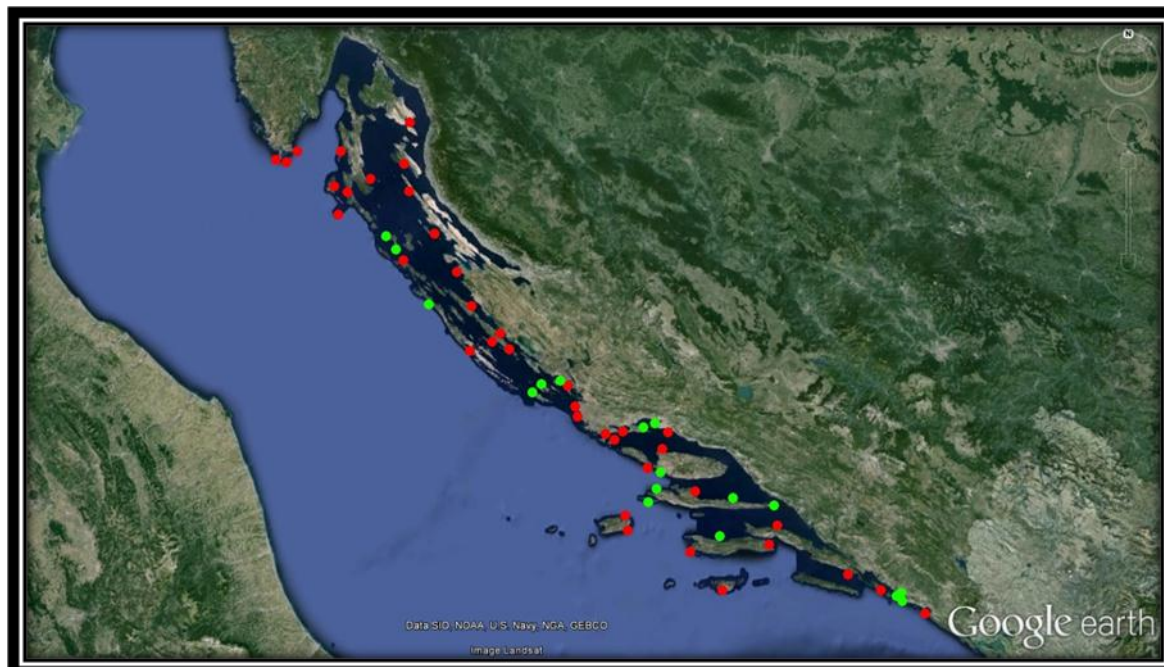 N
Data SIO, NOAA, U.S. Navy, NGA, GEBCO
Image Landsat
Google earth